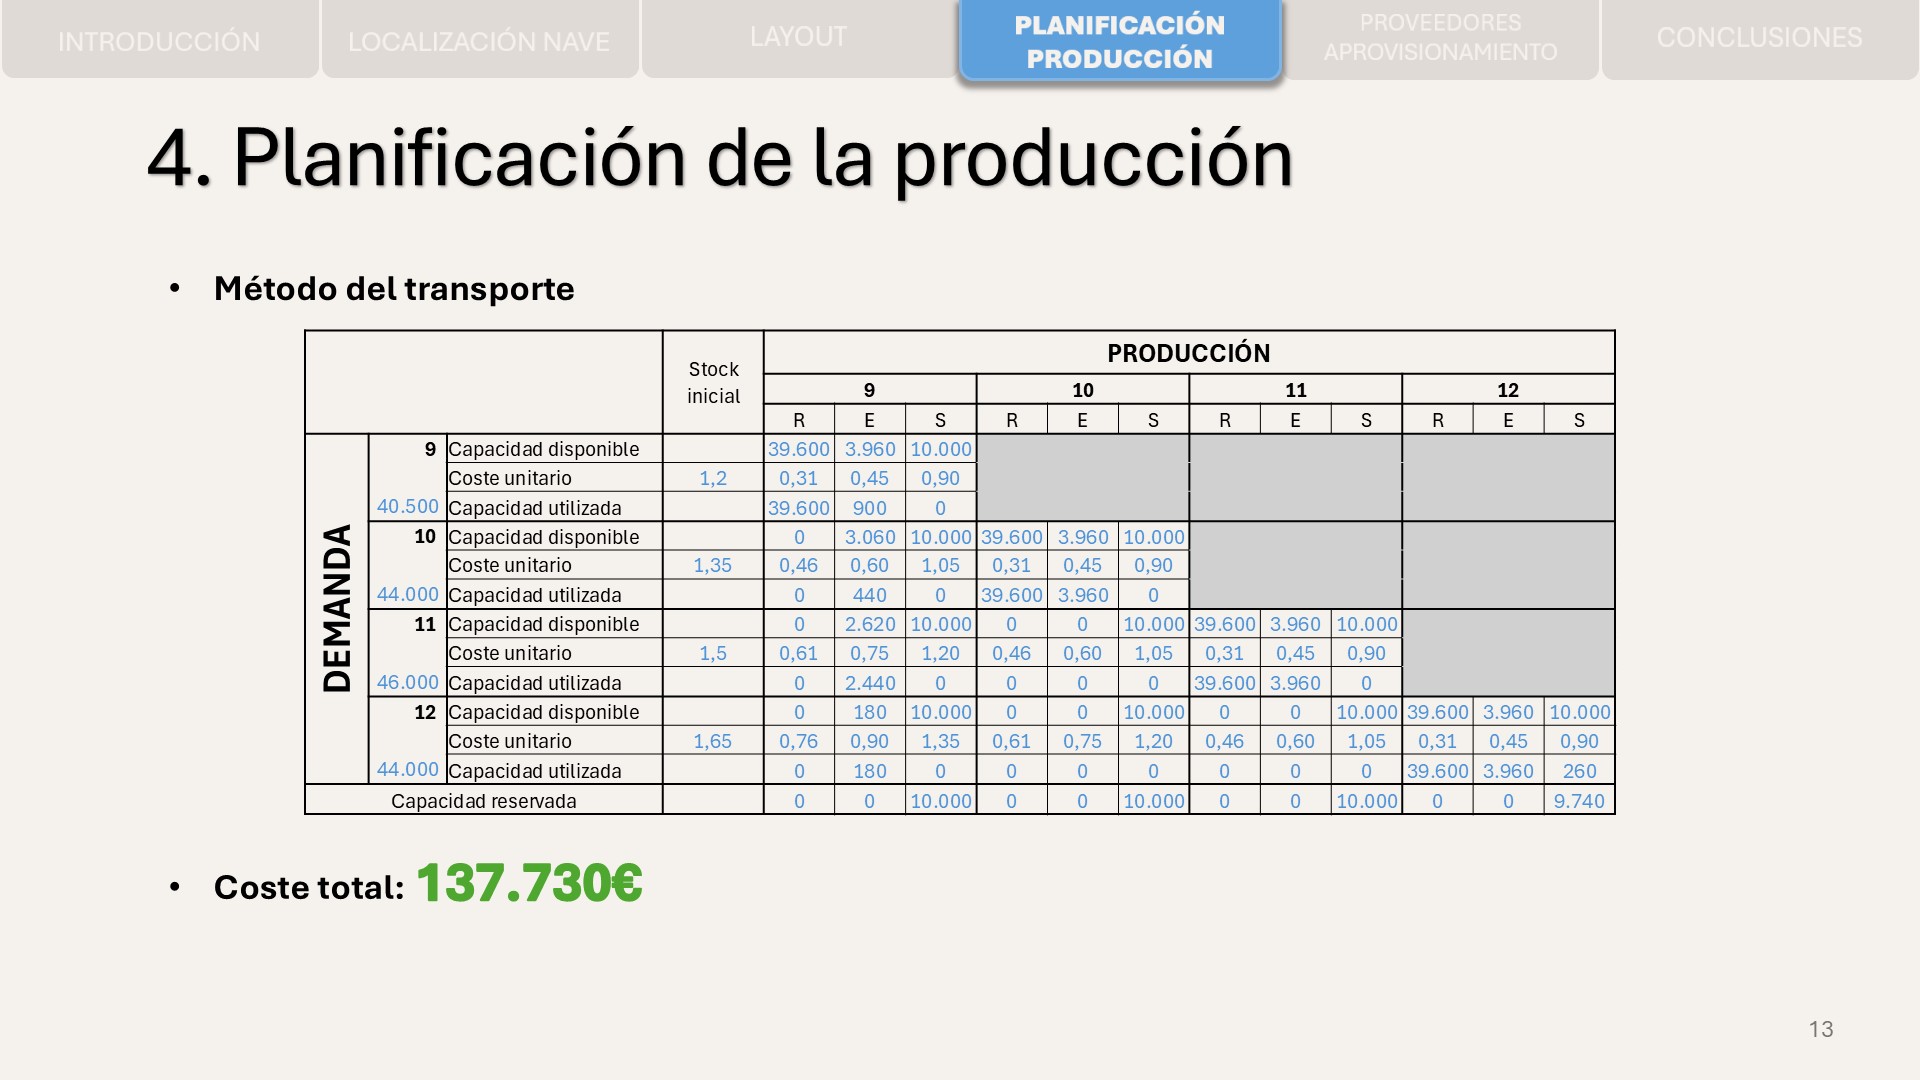 INTRODUCCIÓN
LOCALIZACIÓN NAVE
LAYOUT
PLANIFICACIÓN
PRODUCCIÓN
PROVEEDORES
APROVISIONAMIENTO
CONCLUSIONES
4. Planificación de la producción
• Método del transporte
Stock
inicial
PRODUCCIÓN
9 10 11 12
R E S R E S R E S R E S
DEMANDA
9 Capacidad disponible 39.600 3.960 10.000
Coste unitario 1,2 0,31 0,45 0,90
40.500 Capacidad utilizada 39.600 900 0
10 Capacidad disponible 0 3.060 10.000 39.600 3.960 10.000
Coste unitario 1,35 0,46 0,60 1,05 0,31 0,45 0,90
44.000 Capacidad utilizada 0 440 0 39.600 3.960 0
11 Capacidad disponible 0 2.620 10.000 0 0 10.000 39.600 3.960 10.000
Coste unitario 1,5 0,61 0,75 1,20 0,46 0,60 1,05 0,31 0,45 0,90
46.000 Capacidad utilizada 0 2.440 0 0 0 0 39.600 3.960 0
12 Capacidad disponible 0 180 10.000 0 0 10.000 0 0 10.000 39.600 3.960 10.000
Coste unitario 1,65 0,76 0,90 1,35 0,61 0,75 1,20 0,46 0,60 1,05 0,31 0,45 0,90
44.000 Capacidad utilizada 0 180 0 0 0 0 0 0 0 39.600 3.960 260
Capacidad reservada 0 0 10.000 0 0 10.000 0 0 10.000 0 0 9.740
• Coste total: 137.730€
13